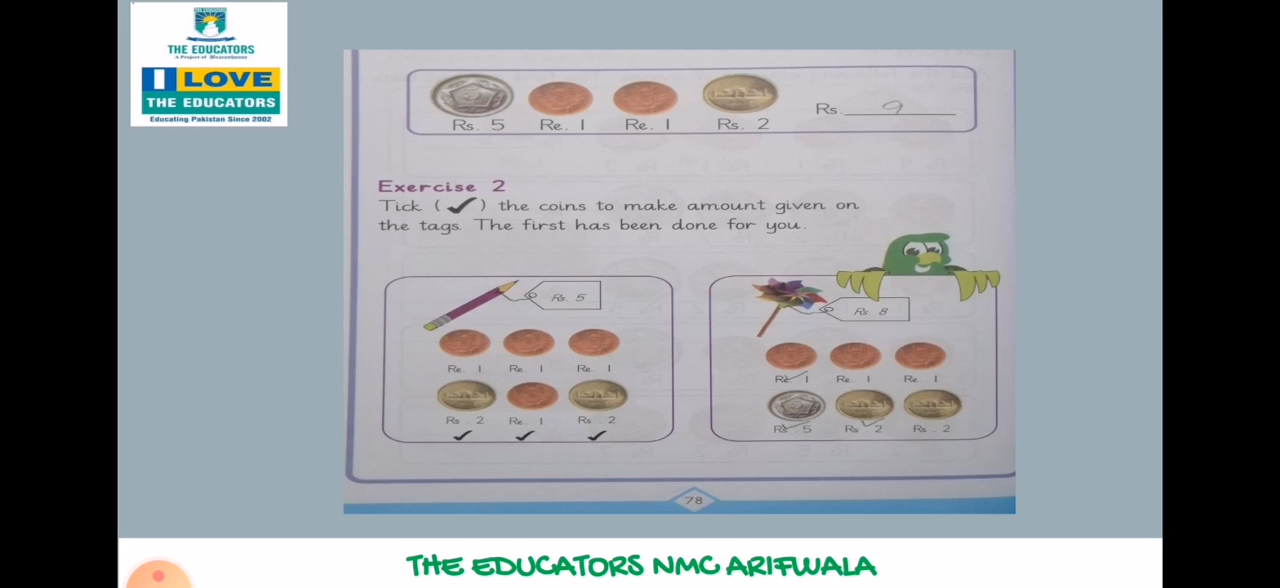 THE EDUCATORS
A Project of Beaconhouse
I LOVE
THE EDUCATORS
Educating Pakistan Since 2002
Rs. 5 Re. 1 Re. 1 Rs. 2 Rs. 9
Exercise 2
Tick (✓) the coins to make amount given on
the tags. The first has been done for you.
Rs. 5
Re. 1 Re. 1 Re. 1
Rs . 2 Re. 1 Rs . 2
✓ ✓ ✓
Rs. 8
Re. 1 Re. 1 Re. 1
Rs . 5 Rs . 2 Rs . 2
78
THE EDUCATORS NMC ARIFWALA